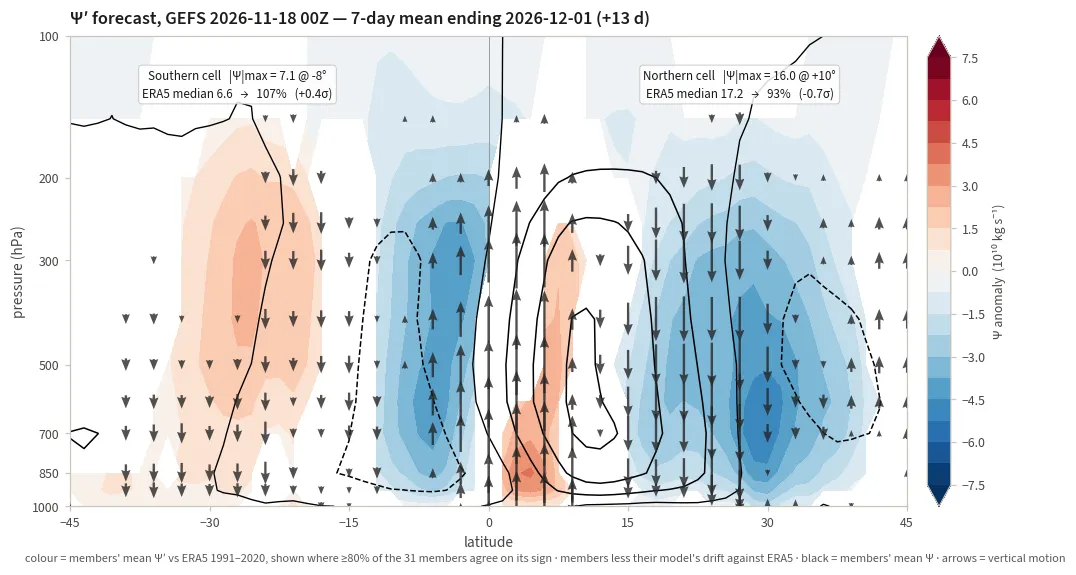 Ψ′ forecast, GEFS 2026-11-18 00Z — 7-day mean ending 2026-12-01 (+13 d)
100
200
300
400
500
700
850
1000
pressure (hPa)
Southern cell |Ψ|max = 7.1 @ -8°
ERA5 median 6.6 → 107% (+0.4σ)
Northern cell |Ψ|max = 16.0 @ +10°
ERA5 median 17.2 → 93% (-0.7σ)
−45
−30
−15
0
15
30
45
latitude
7.5
6.0
4.5
3.0
1.5
0.0
−1.5
−3.0
−4.5
−6.0
−7.5
Ψ anomaly (10¹⁰ kg s⁻¹)
colour = members' mean Ψ′ vs ERA5 1991–2020, shown where ≥80% of the 31 members agree on its sign · members less their model's drift against ERA5 · black = members' mean Ψ · arrows = vertical motion